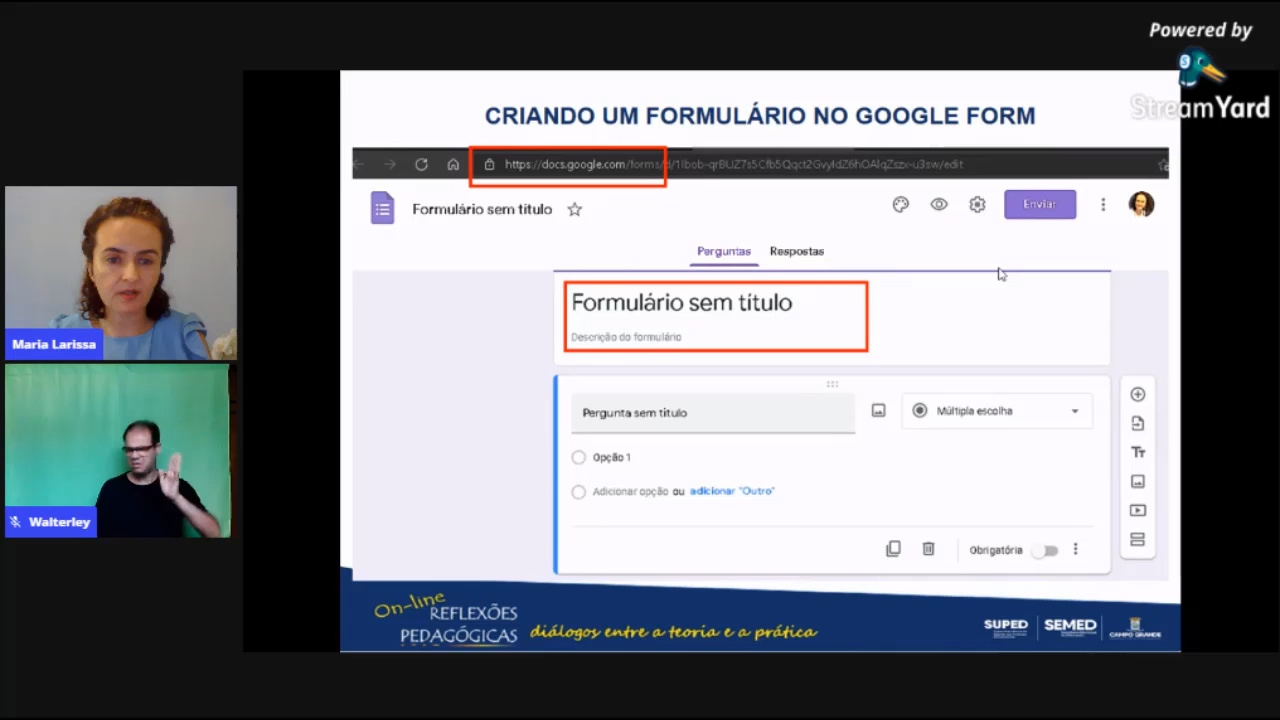 Powered by
StreamYard
CRIANDO UM FORMULÁRIO NO GOOGLE FORM
https://docs.google.com/forms/
/edit
Formulário sem título
Enviar
Perguntas Respostas
Formulário sem título
Descrição do formulário
Pergunta sem título
Múltipla escolha
Opção 1
Adicionar opção ou adicionar "Outro"
Obrigatória
Tт
Maria Larissa
Walterley
On-line
REFLEXÕES
PEDAGÓGICAS
diálogos entre a teoria e a prática
SUPED
SEMED
CAMPO GRANDE